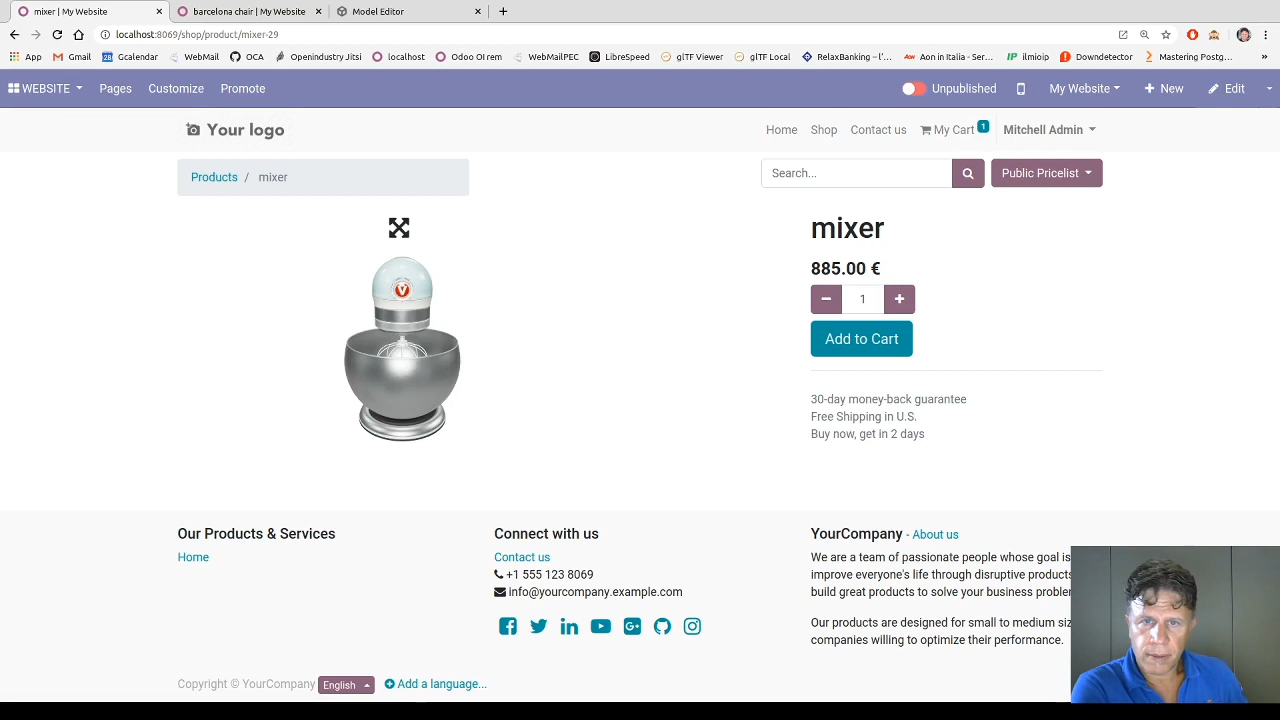 mixer | My Website
barcelona chair | My Website
Model Editor
localhost:8069/shop/product/mixer-29
App Gmail Gcalendar WebMail OCA Openindustry Jitsi localhost Odoo OI rem WebMailPEC LibreSpeed glTF Viewer glTF Local RelaxBanking – l'... Aon in Italia - Ser... ilmioip Downdetector Mastering Postg...
WEBSITE Pages Customize Promote Unpublished My Website New Edit
Your logo Home Shop Contact us My Cart 1 Mitchell Admin
Products / mixer Search... Public Pricelist
mixer
885.00 €
1
Add to Cart
30-day money-back guarantee
Free Shipping in U.S.
Buy now, get in 2 days
Our Products & Services
Home
Connect with us
Contact us
+1 555 123 8069
info@yourcompany.example.com
YourCompany - About us
We are a team of passionate people whose goal is
improve everyone's life through disruptive products
build great products to solve your business
Our products are designed for small to medium
companies willing to optimize their performance.
Copyright © YourCompany English Add a language...